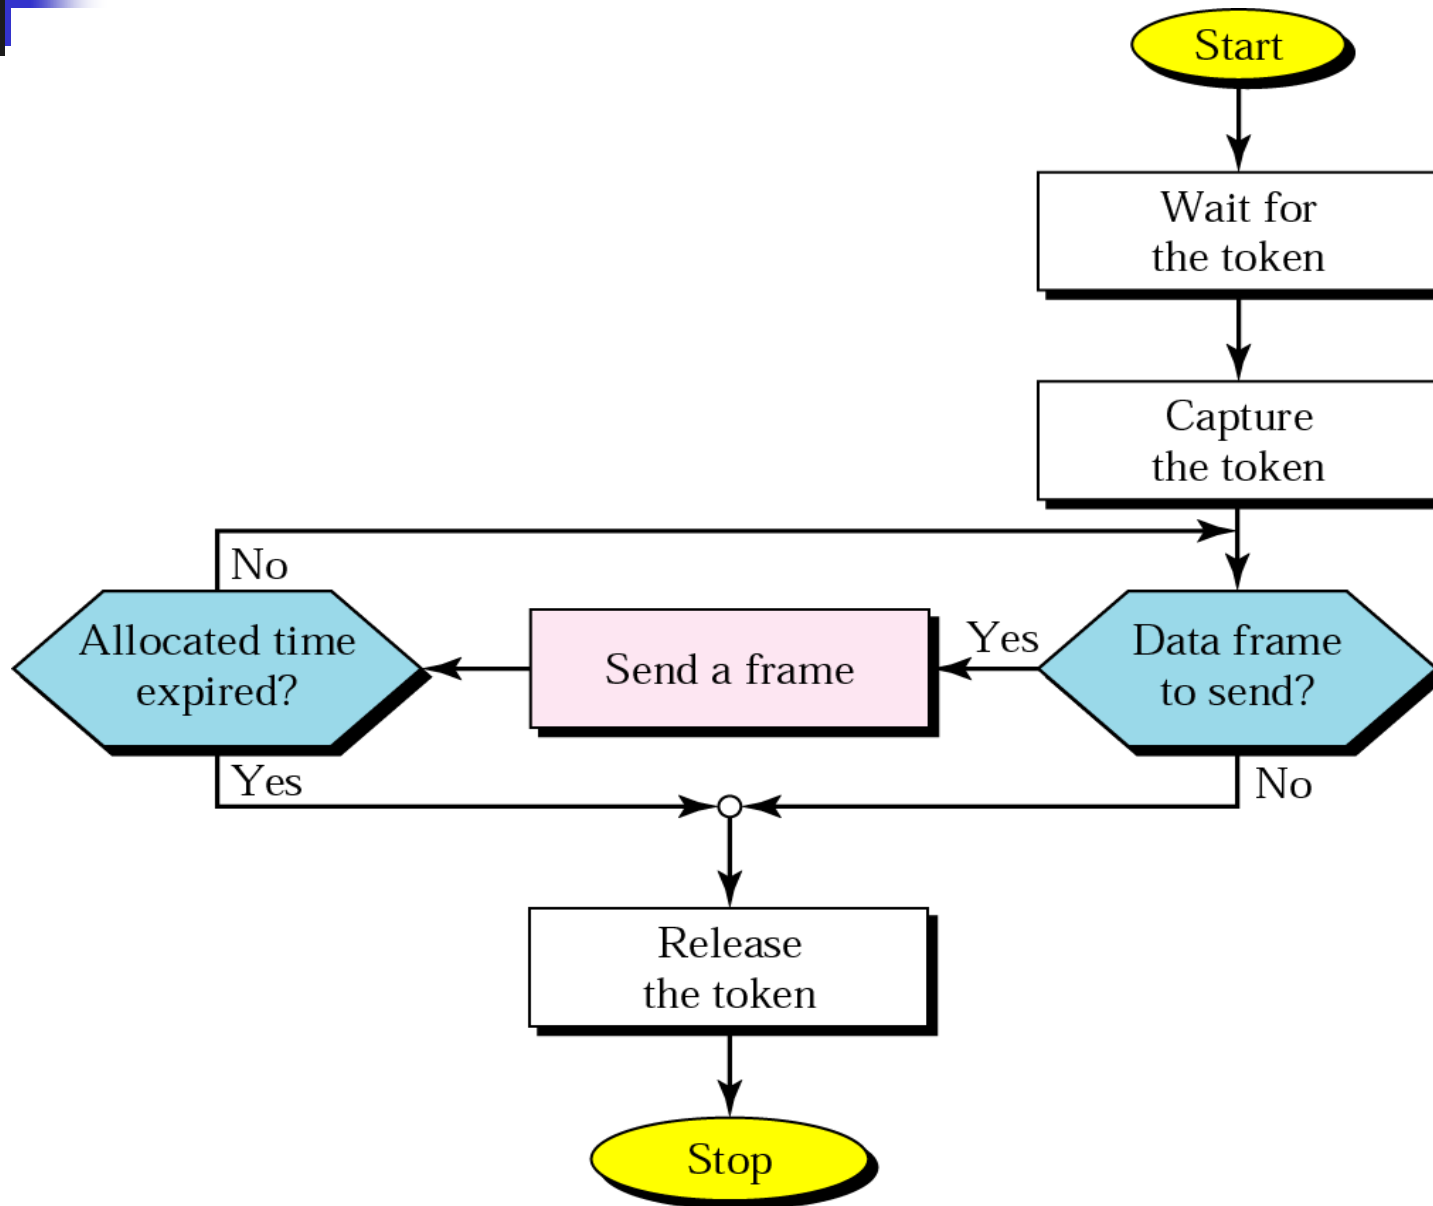 Start
Wait for
the token
Capture
the token
No
Allocated time
expired?
Send a frame
Yes
Data frame
to send?
Yes
No
Release
the token
Stop